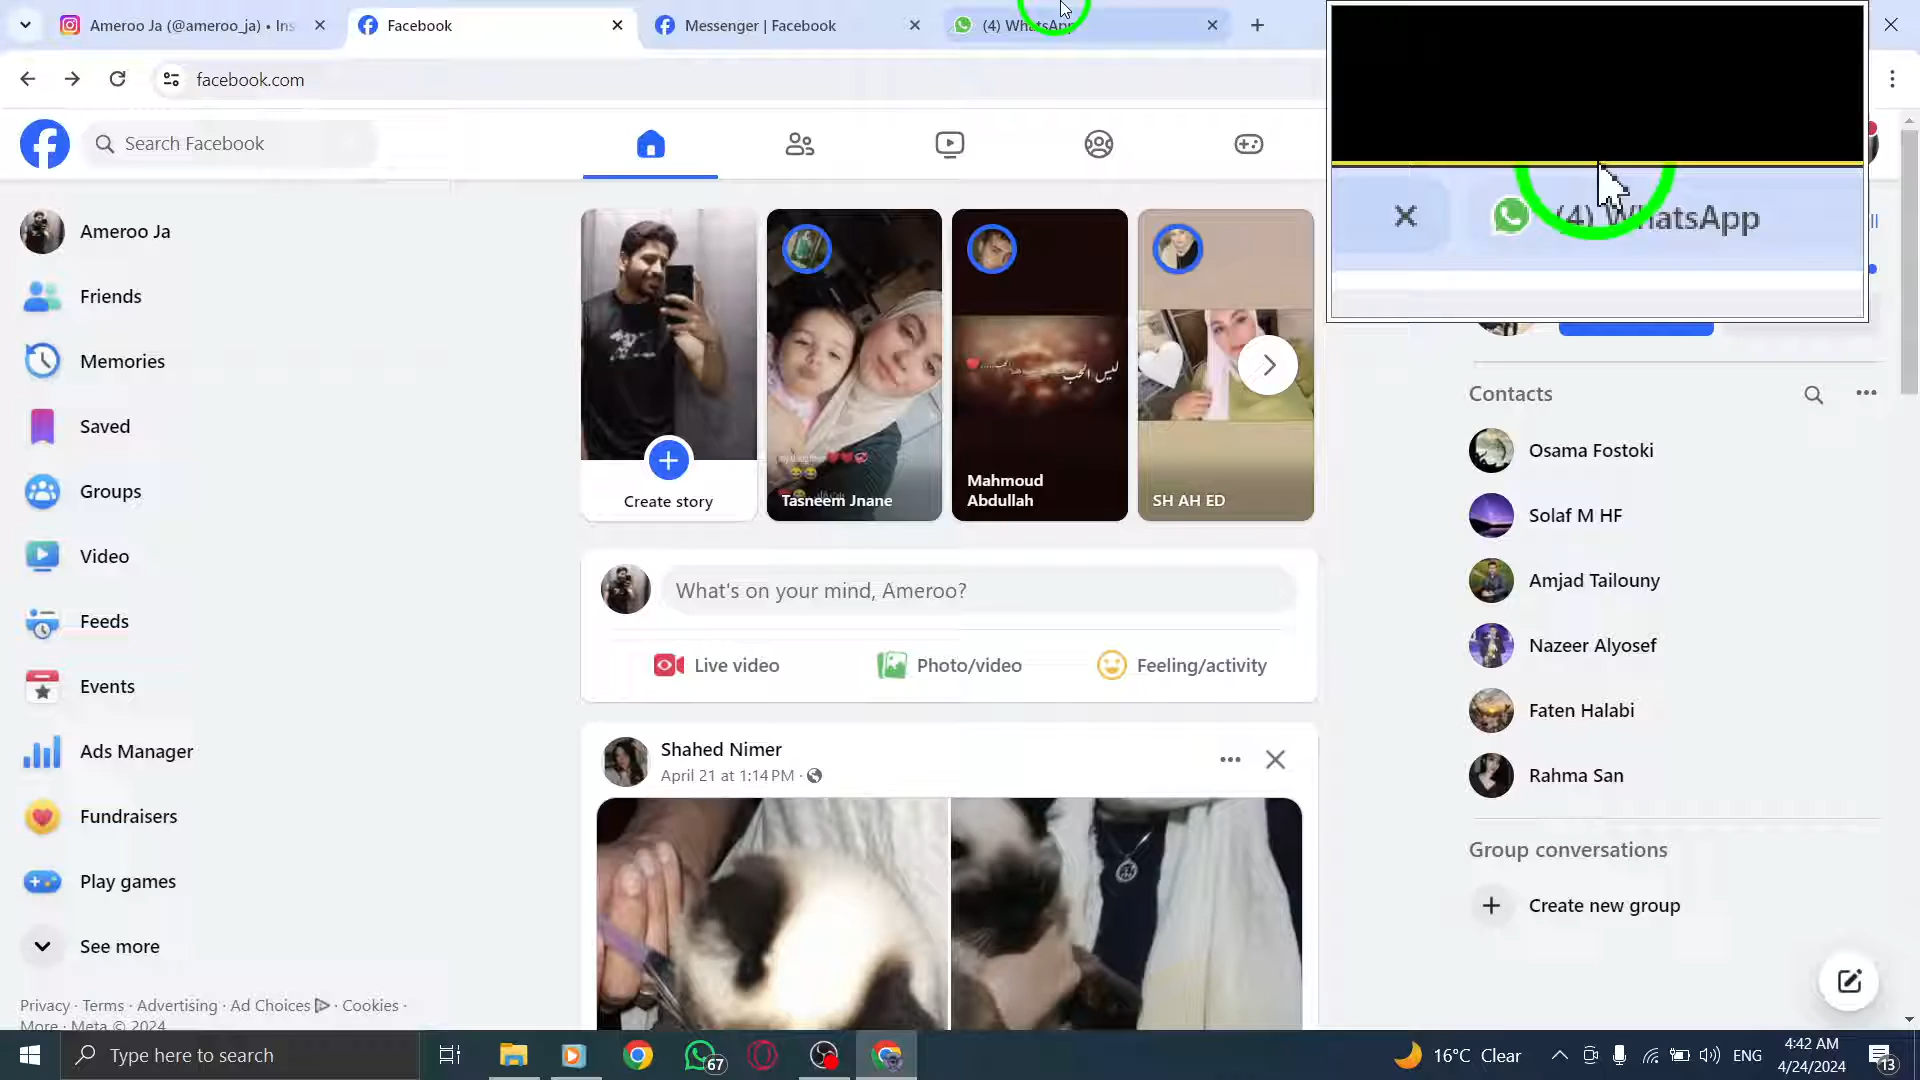 Ameroo Ja (@ameroo_ja) • Ins
Facebook
Messenger | Facebook
(4) WhatsApp
facebook.com
Search Facebook
(4) WhatsApp
Ameroo Ja
Friends
Memories
Saved
Groups
Video
Feeds
Events
Ads Manager
Fundraisers
Play games
See more
Privacy · Terms · Advertising · Ad Choices · Cookies ·
More · Meta © 2024
Create story
Tasneem Jnane
ليس الحب
Mahmoud
Abdullah
SH AH ED
What's on your mind, Ameroo?
Live video
Photo/video
Feeling/activity
Shahed Nimer
April 21 at 1:14 PM ·
Contacts
Osama Fostoki
Solaf M HF
Amjad Tailouny
Nazeer Alyosef
Faten Halabi
Rahma San
Group conversations
Create new group
Type here to search
67
16°C Clear
ENG
4:42 AM
4/24/2024
13